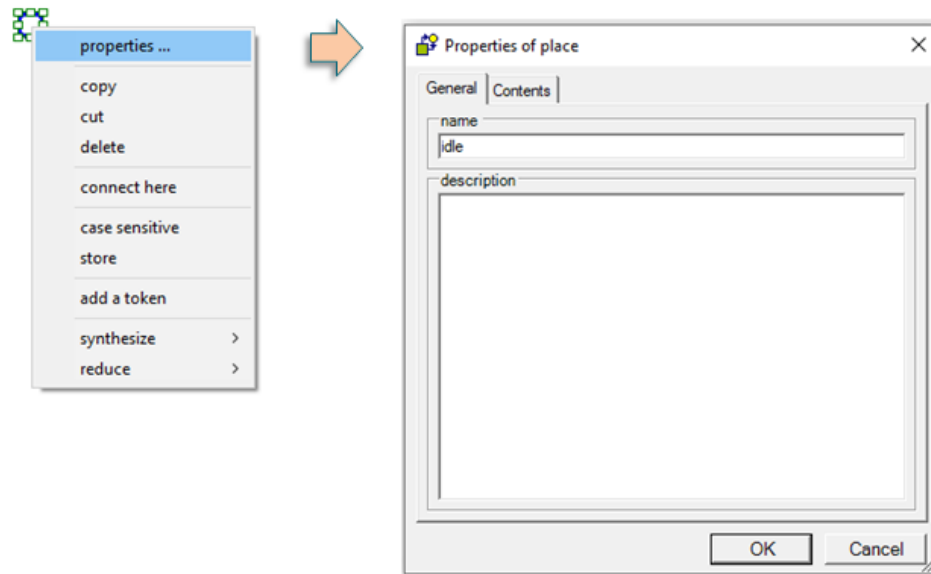 properties ...
copy
cut
delete
connect here
case sensitive
store
add a token
synthesize
reduce
Properties of place
General Contents
name
idle
description
OK Cancel